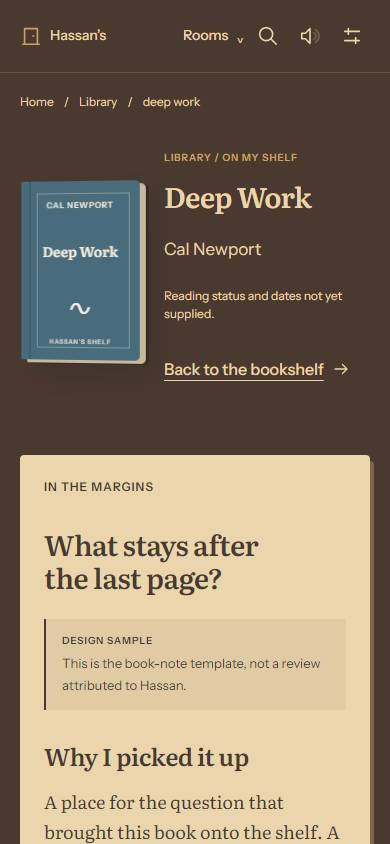 Hassan's
Rooms
Home / Library / deep work
LIBRARY / ON MY SHELF
Deep Work
Cal Newport
Reading status and dates not yet
supplied.
Back to the bookshelf →
CAL NEWPORT
Deep Work
HASSAN'S SHELF
IN THE MARGINS
What stays after
the last page?
DESIGN SAMPLE
This is the book-note template, not a review
attributed to Hassan.
Why I picked it up
A place for the question that
brought this book onto the shelf. A